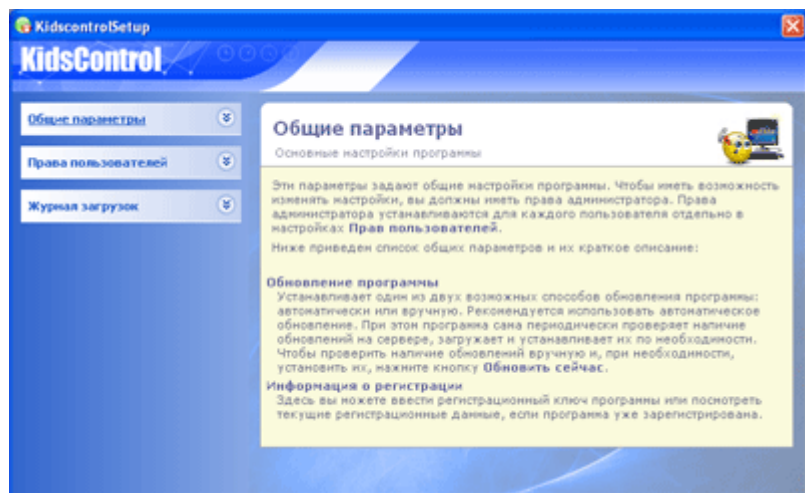 KidscontrolSetup
KidsControl
Общие параметры
Права пользователей
Журнал загрузок
Общие параметры
Основные настройки программы
Эти параметры задают общие настройки программы. Чтобы иметь возможность
изменять настройки, вы должны иметь права администратора. Права
администратора устанавливаются для каждого пользователя отдельно в
настройках Прав пользователей.
Ниже приведен список общих параметров и их краткое описание:
Обновление программы
Устанавливает один из двух возможных способов обновления программы:
автоматически или вручную. Рекомендуется использовать автоматическое
обновление. При этом программа сама периодически проверяет наличие
обновлений на сервере, загружает и устанавливает их по необходимости.
Чтобы проверить наличие обновлений вручную и, при необходимости,
установить их, нажмите кнопку Обновить сейчас.
Информация о регистрации
Здесь вы можете ввести регистрационный ключ программы или посмотреть
текущие регистрационные данные, если программа уже зарегистрирована.